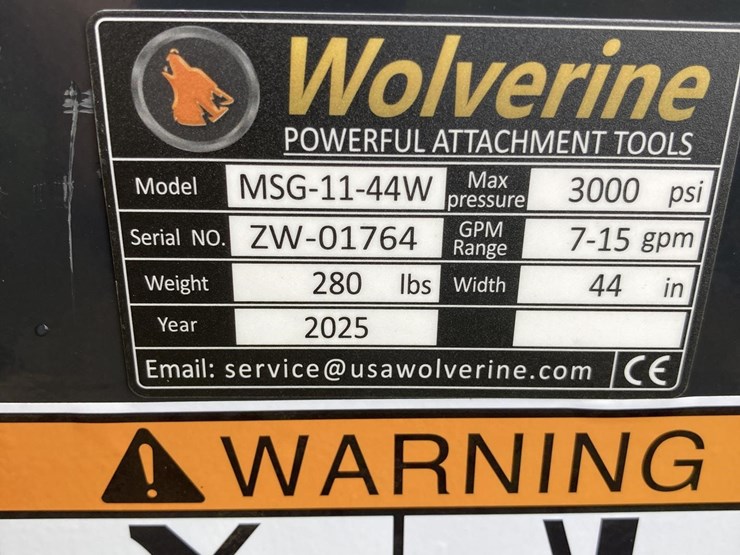 Wolverine
POWERFUL ATTACHMENT TOOLS
Model MSG-11-44W Max pressure 3000 psi
Serial NO. ZW-01764 GPM Range 7-15 gpm
Weight 280 lbs Width 44 in
Year 2025
Email: service@usawolverine.com CE
WARNING